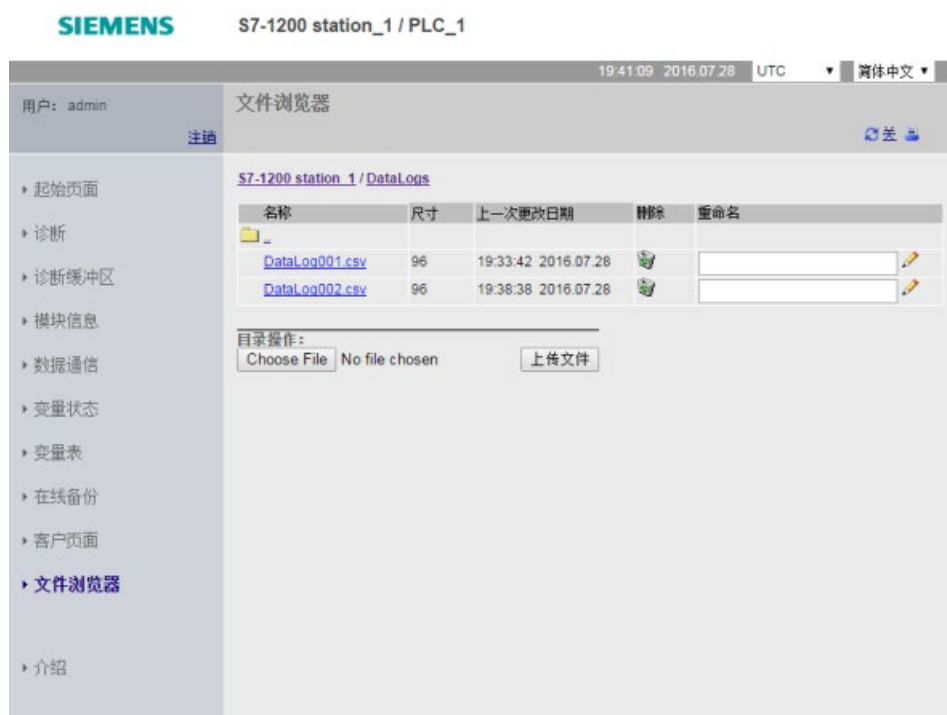 SIEMENS S7-1200 station_1 / PLC_1
19:41:09 2016.07.28 UTC 简体中文
用户: admin
注销
文件浏览器
关
起始页面
诊断
诊断缓冲区
模块信息
数据通信
变量状态
变量表
在线备份
客户页面
文件浏览器
介绍
S7-1200 station_1 / DataLogs
名称 尺寸 上一次更改日期 删除 重命名
..
DataLog001.csv 96 19:33:42 2016.07.28
DataLog002.csv 96 19:38:38 2016.07.28
目录操作:
Choose File No file chosen 上传文件